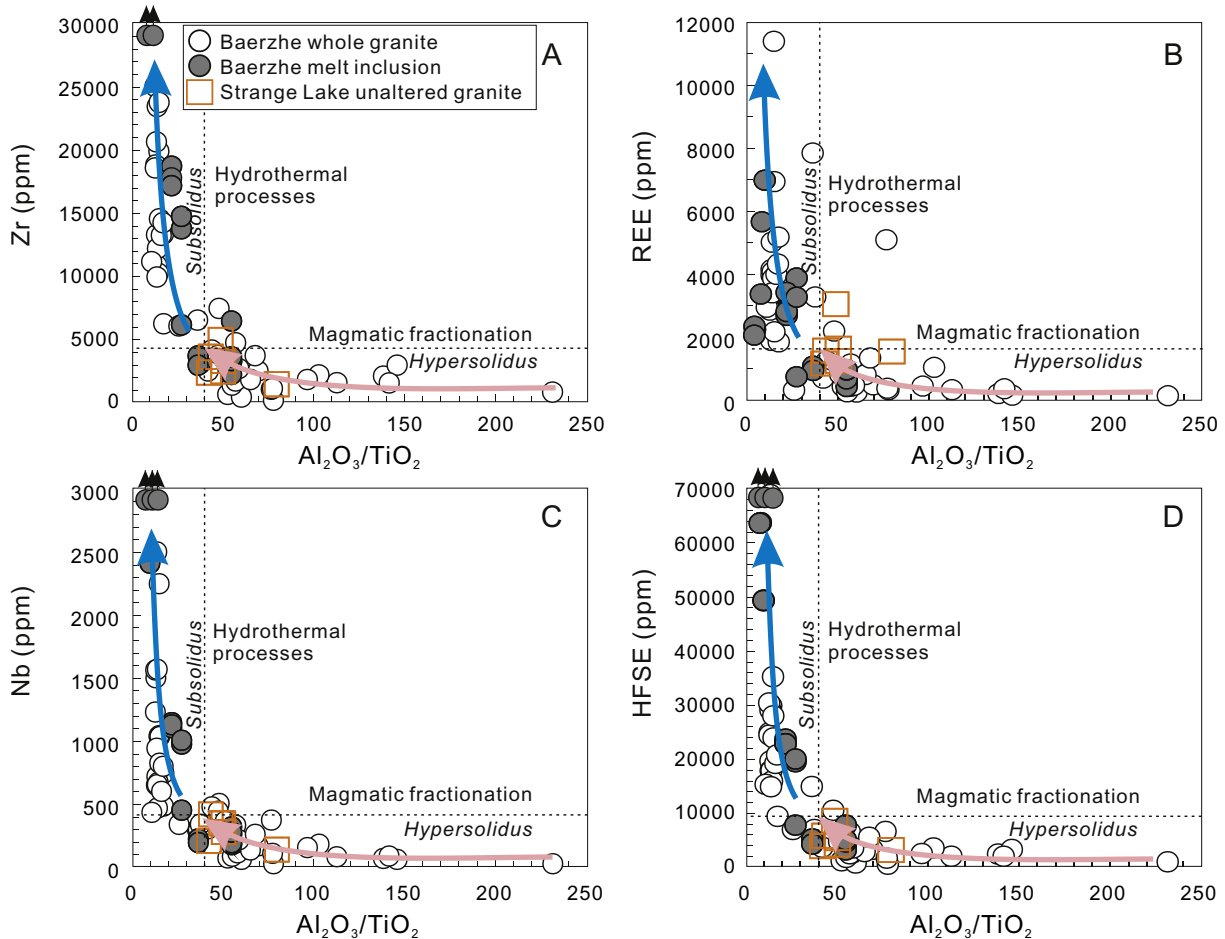 A
30000
25000
20000
15000
10000
5000
0
Zr (ppm)
Baerzhe whole granite
Baerzhe melt inclusion
Strange Lake unaltered granite
Subsolidus
Hydrothermal
processes
Magmatic fractionation
Hypersolidus
0 50 100 150 200 250
Al₂O₃/TiO₂
B
12000
10000
8000
6000
4000
2000
0
REE (ppm)
Subsolidus
Hydrothermal
processes
Magmatic fractionation
Hypersolidus
0 50 100 150 200 250
Al₂O₃/TiO₂
C
3000
2500
2000
1500
1000
500
0
Nb (ppm)
Subsolidus
Hydrothermal
processes
Magmatic fractionation
Hypersolidus
0 50 100 150 200 250
Al₂O₃/TiO₂
D
70000
60000
50000
40000
30000
20000
10000
0
HFSE (ppm)
Subsolidus
Hydrothermal
processes
Magmatic fractionation
Hypersolidus
0 50 100 150 200 250
Al₂O₃/TiO₂